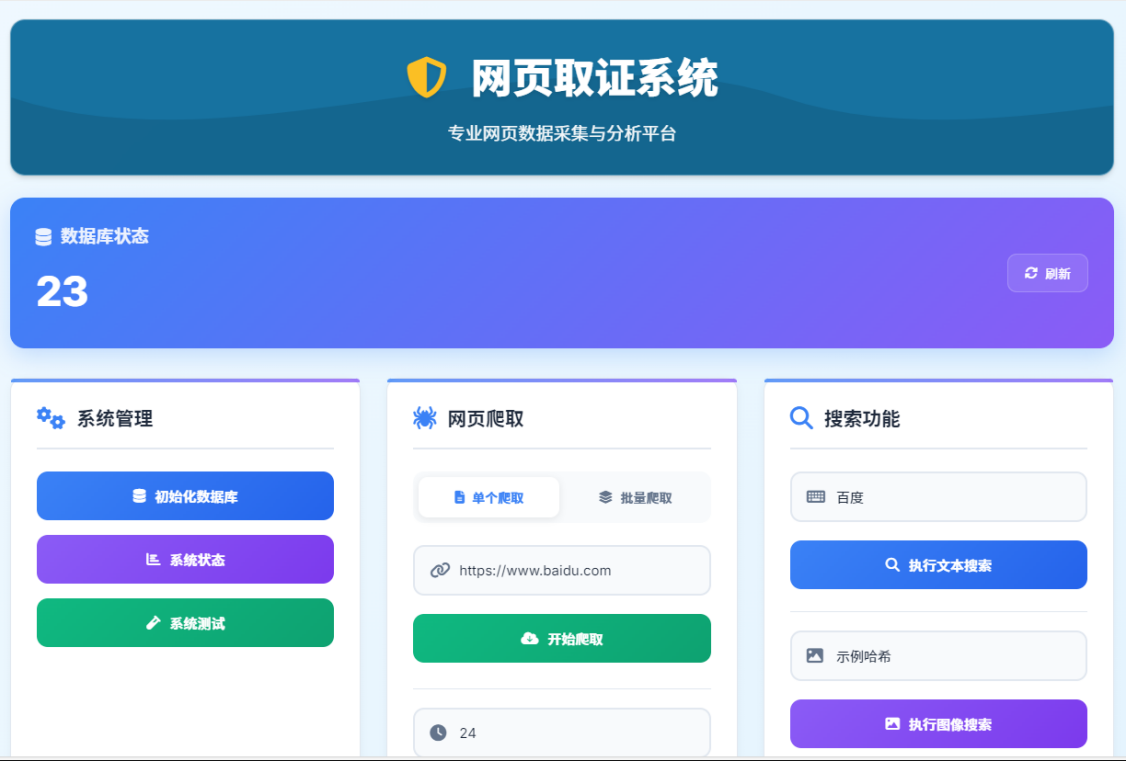 网页取证系统
专业网页数据采集与分析平台
数据库状态
23
刷新
系统管理
初始化数据库
系统状态
系统测试
网页爬取
单个爬取
批量爬取
https://www.baidu.com
开始爬取
24
搜索功能
百度
执行文本搜索
示例哈希
执行图像搜索